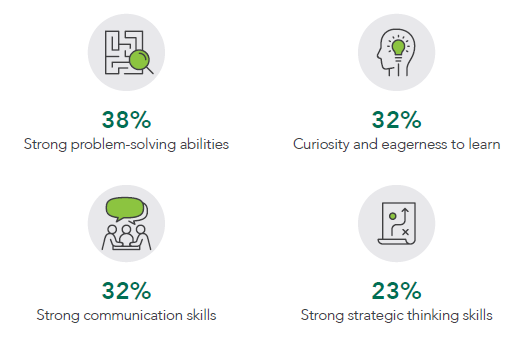 38%
Strong problem-solving abilities
32%
Curiosity and eagerness to learn
32%
Strong communication skills
23%
Strong strategic thinking skills